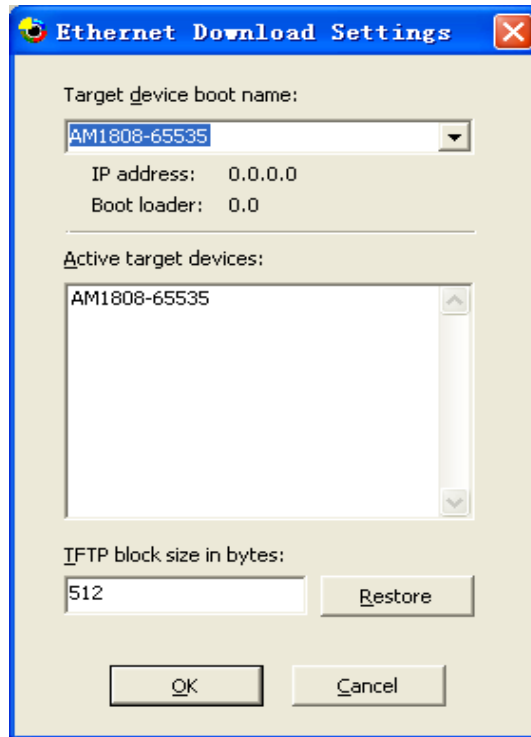 Ethernet Download Settings
Target device boot name:
AM1808-65535
IP address: 0.0.0.0
Boot loader: 0.0
Active target devices:
AM1808-65535
TFTP block size in bytes:
512 Restore
OK Cancel